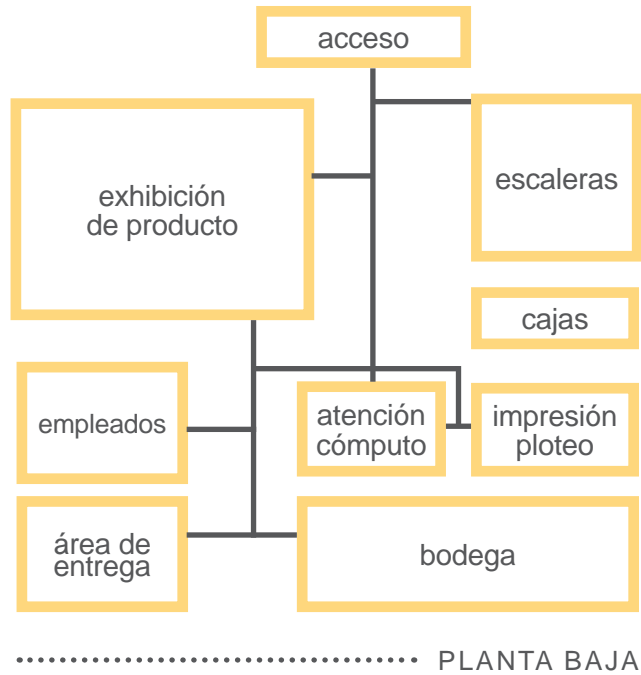 acceso
exhibición
de producto
escaleras
cajas
empleados
atención
cómputo
impresión
ploteo
área de
entrega
bodega
PLANTA BAJA